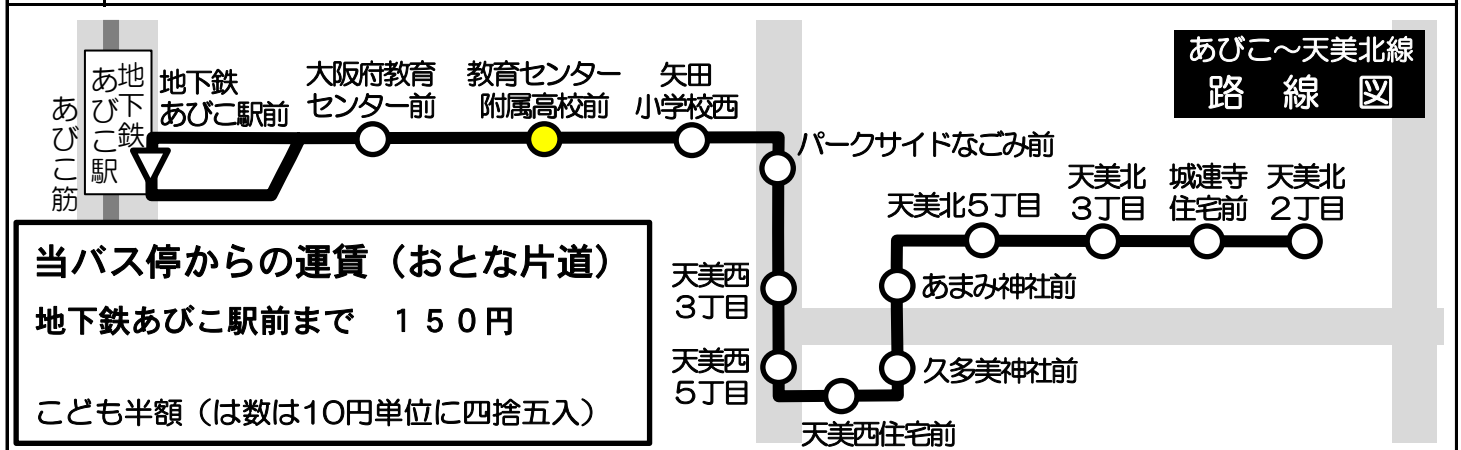 あびこ～天美北線
路線図
あびこ筋
地下鉄
あびこ駅
地下鉄
あびこ駅前
大阪府教育
センター前
教育センター
附属高校前
矢田
小学校西
パークサイドなごみ前
天美西
3丁目
天美西
5丁目
天美西住宅前
久多美神社前
あまみ神社前
天美北5丁目
天美北
3丁目
城連寺
住宅前
天美北
2丁目
当バス停からの運賃（おとな片道）
地下鉄あびこ駅前まで　１５０円
こども半額（は数は10円単位に四捨五入）